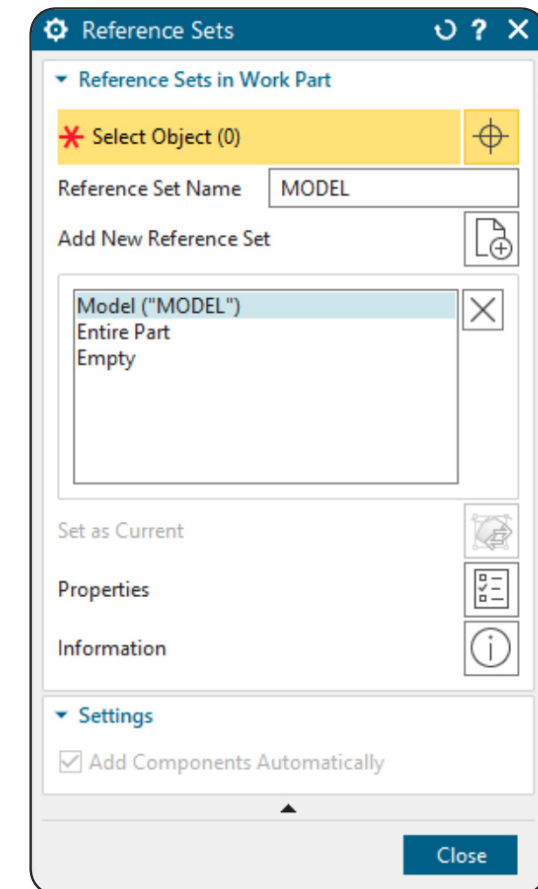 Reference Sets
Reference Sets in Work Part
Select Object (0)
Reference Set Name MODEL
Add New Reference Set
Model ("MODEL")
Entire Part
Empty
Set as Current
Properties
Information
Settings
Add Components Automatically
Close